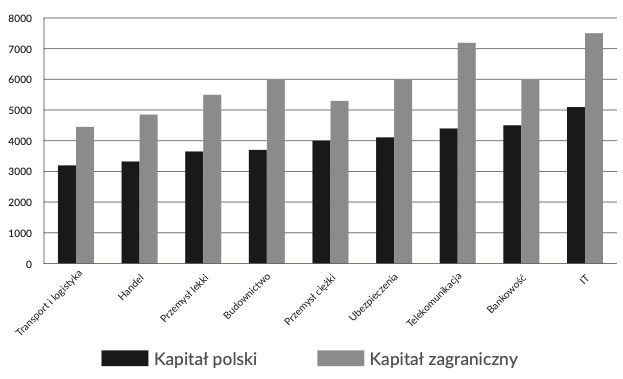 8000
7000
6000
5000
4000
3000
2000
1000
0
Transport i logistyka
Handel
Przemysł lekki
Budownictwo
Przemysł ciężki
Ubezpieczenia
Telekomunikacja
Bankowość
IT
Kapitał polski
Kapitał zagraniczny